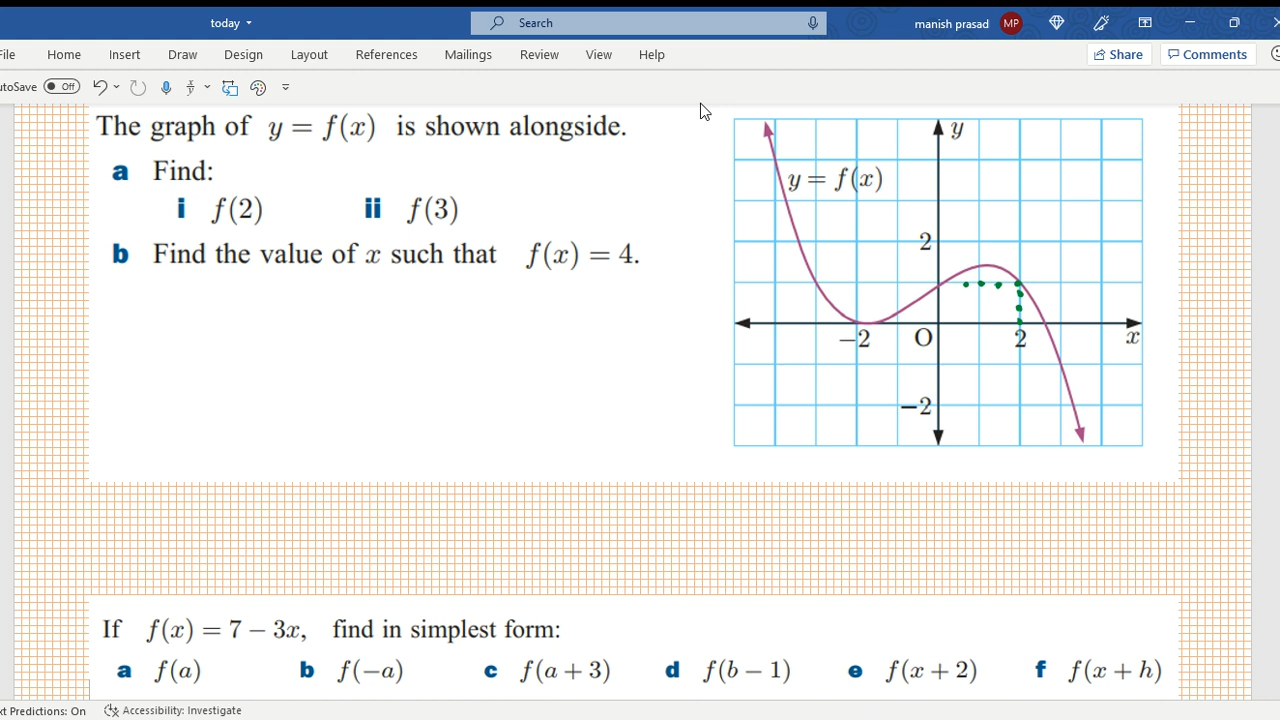 today
Search
manish prasad MP
File Home Insert Draw Design Layout References Mailings Review View Help Share Comments
AutoSave Off
The graph of y = f(x) is shown alongside.
a Find:
i f(2) ii f(3)
b Find the value of x such that f(x) = 4.
y
y = f(x)
2
−2 O 2 x
−2
If f(x) = 7 − 3x, find in simplest form:
a f(a) b f(−a) c f(a + 3) d f(b − 1) e f(x + 2) f f(x + h)
xt Predictions: On Accessibility: Investigate